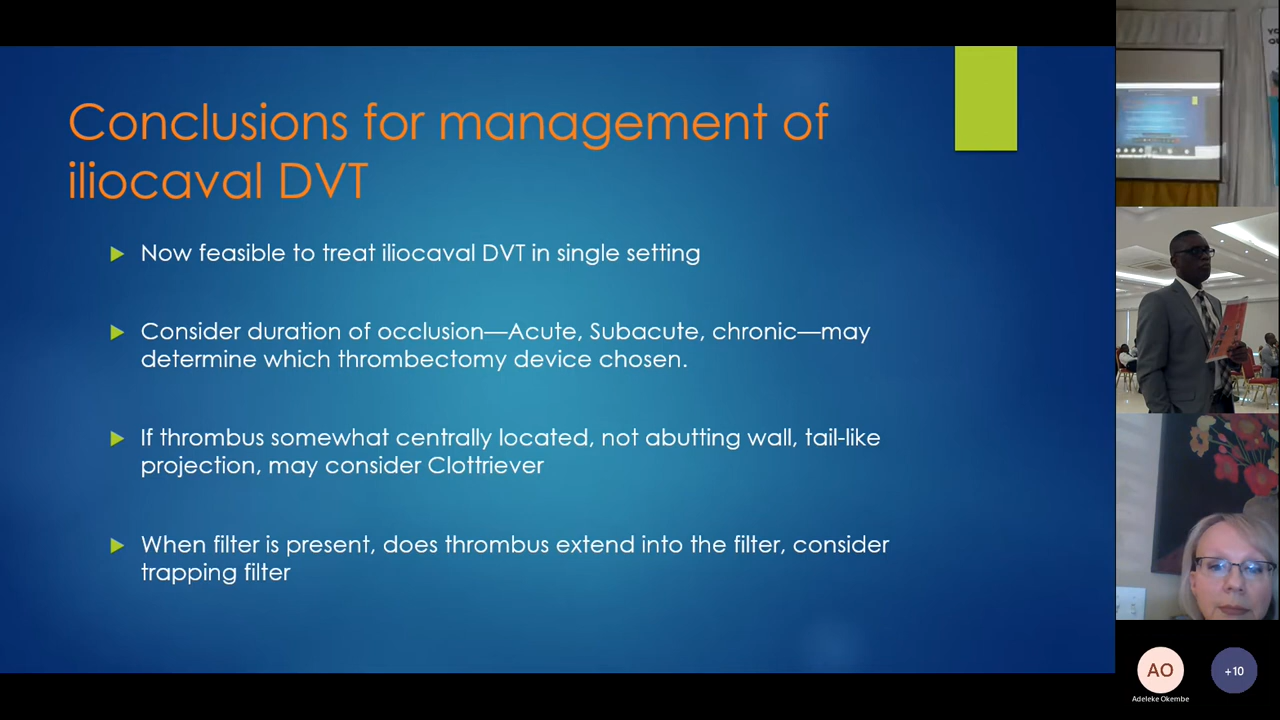 Conclusions for management of
iliocaval DVT
Now feasible to treat iliocaval DVT in single setting
Consider duration of occlusion—Acute, Subacute, chronic—may
determine which thrombectomy device chosen.
If thrombus somewhat centrally located, not abutting wall, tail-like
projection, may consider Clottriever
When filter is present, does thrombus extend into the filter, consider
trapping filter
AO
+10
Adeleke Okembe